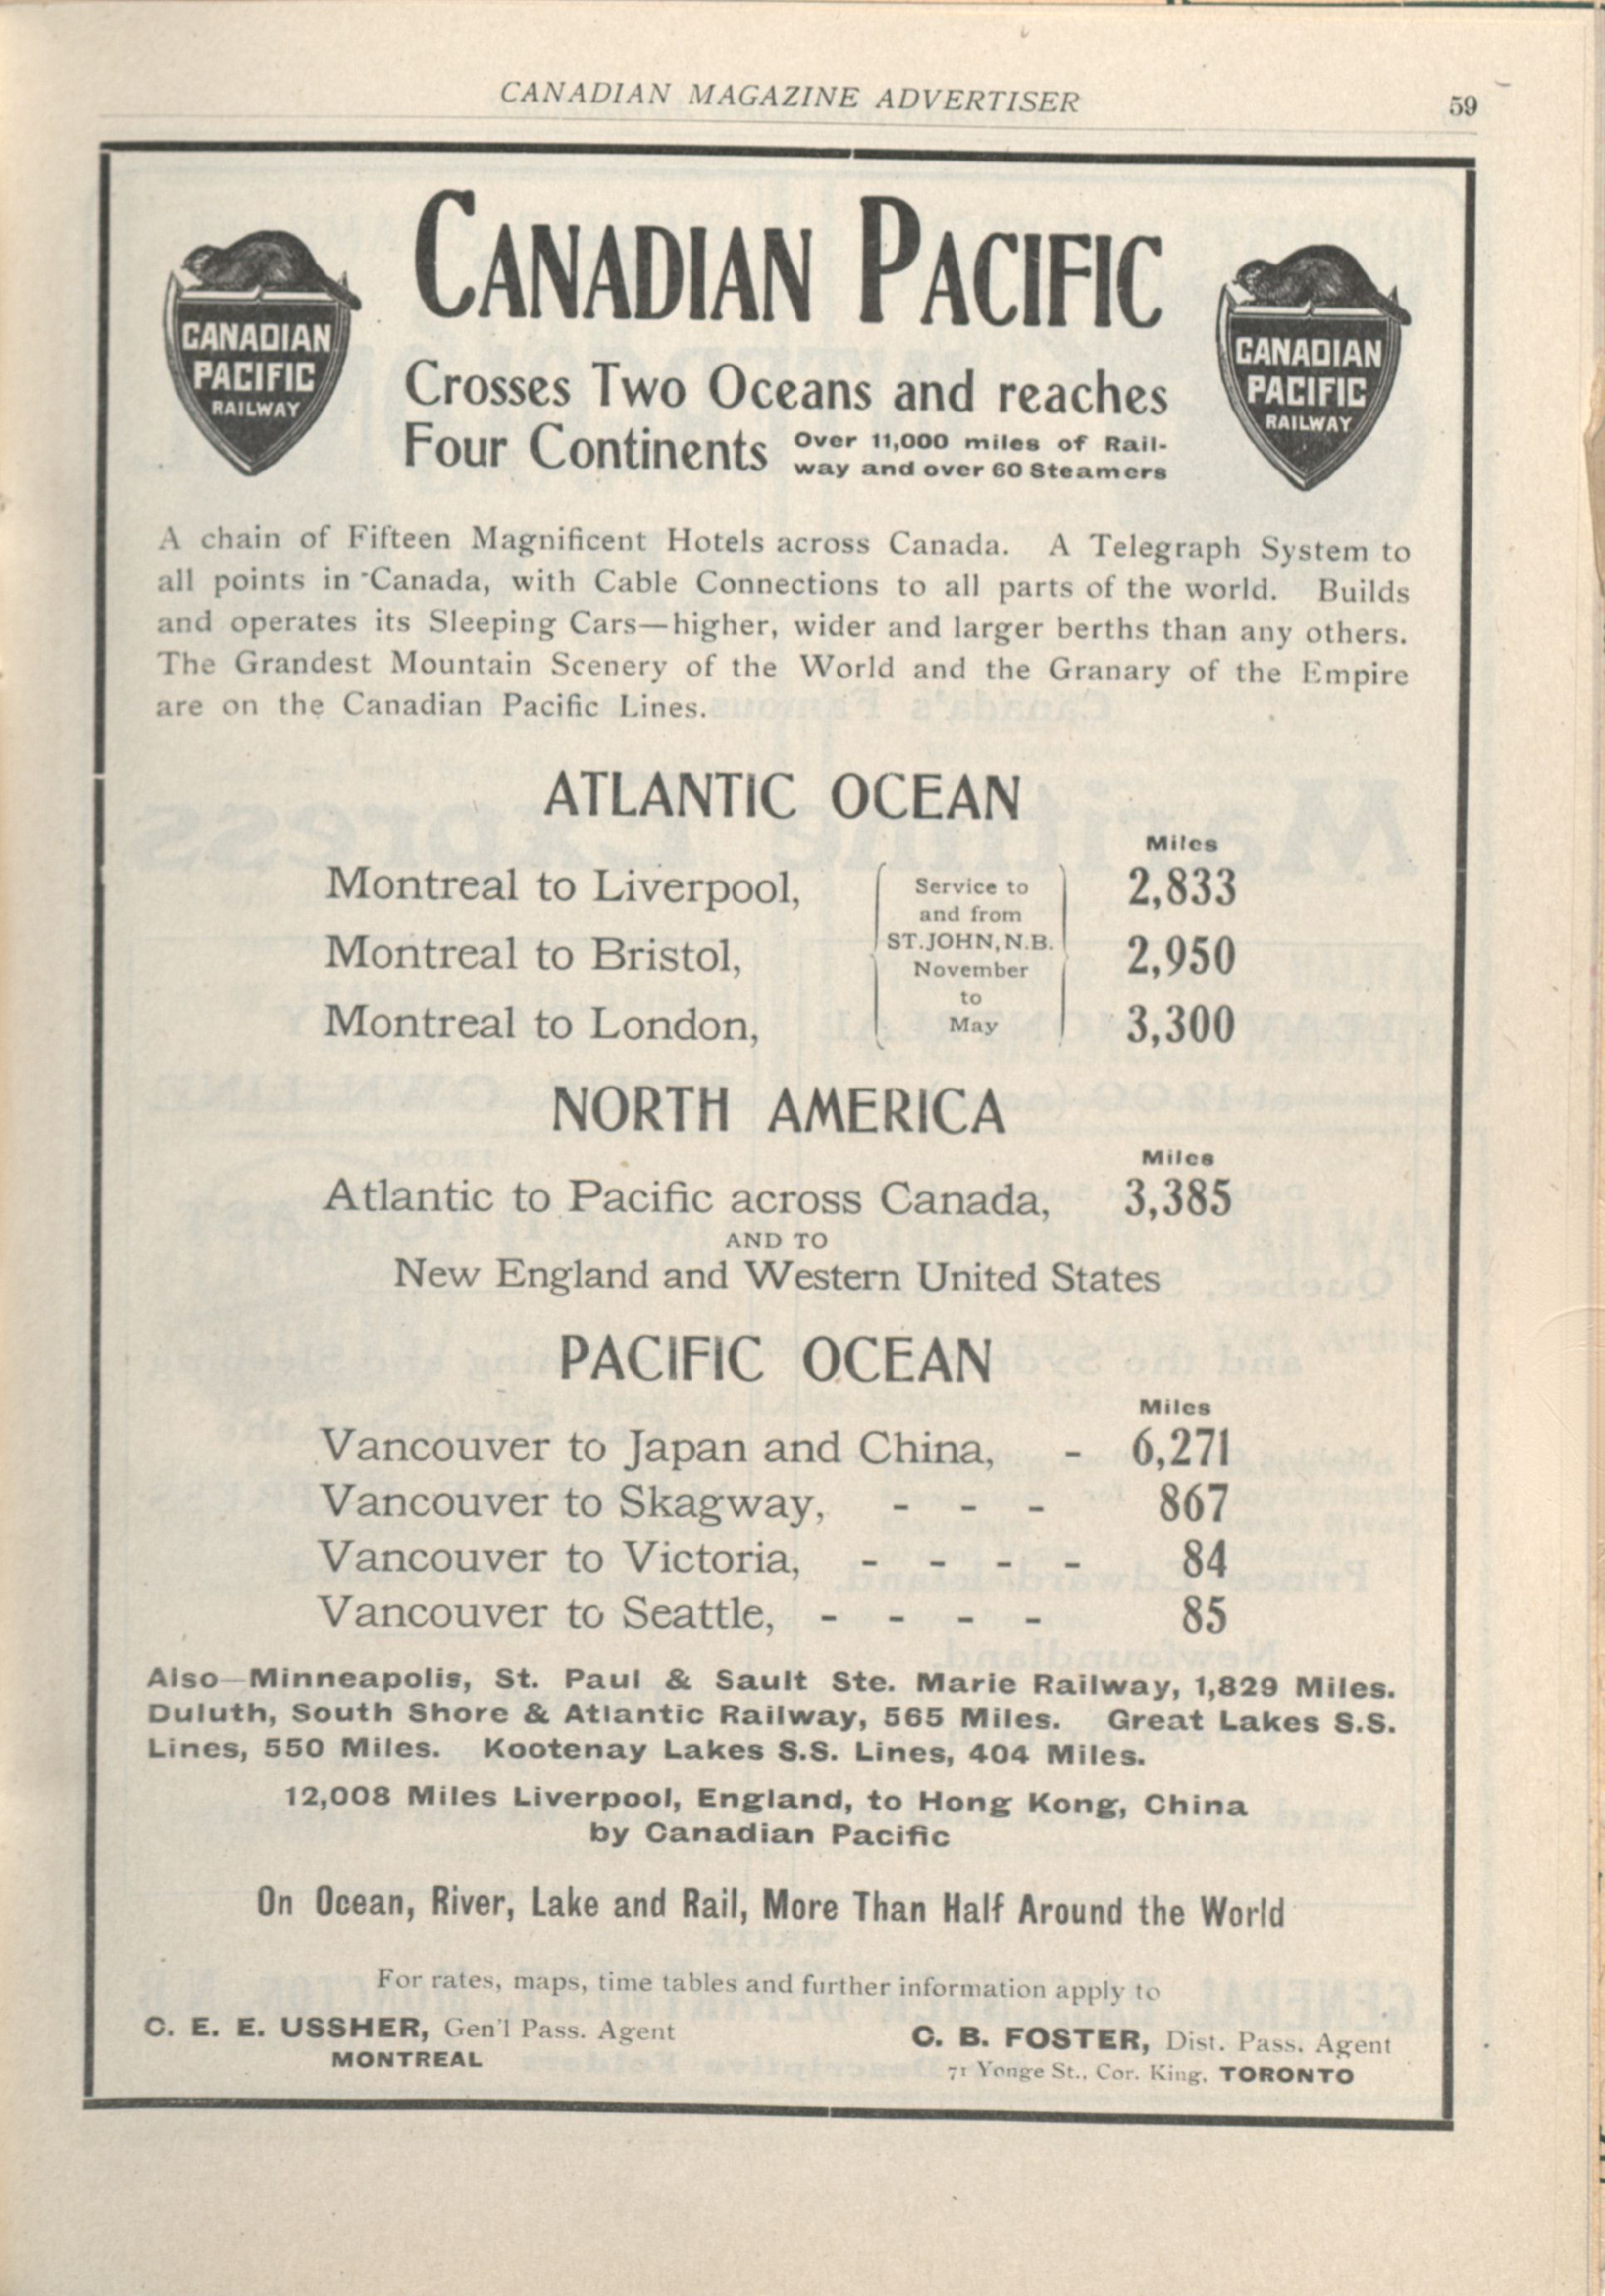 CANADIAN MAGAZINE ADVERTISER 59
CANADIAN PACIFIC
CANADIAN
PACIFIC
RAILWAY
CANADIAN
PACIFIC
RAILWAY
Crosses Two Oceans and reaches
Four Continents
Over 11,000 miles of Rail-
way and over 60 Steamers
A chain of Fifteen Magnificent Hotels across Canada. A Telegraph System to
all points in Canada, with Cable Connections to all parts of the world. Builds
and operates its Sleeping Cars—higher, wider and larger berths than any others.
The Grandest Mountain Scenery of the World and the Granary of the Empire
are on the Canadian Pacific Lines.
ATLANTIC OCEAN
Miles
Montreal to Liverpool, 2,833
Montreal to Bristol, 2,950
Montreal to London, 3,300
Service to
and from
ST. JOHN, N.B.
November
to
May
NORTH AMERICA
Miles
Atlantic to Pacific across Canada, 3,385
AND TO
New England and Western United States
PACIFIC OCEAN
Miles
Vancouver to Japan and China, - 6,271
Vancouver to Skagway, - - - 867
Vancouver to Victoria, - - - - 84
Vancouver to Seattle, - - - - 85
Also—Minneapolis, St. Paul & Sault Ste. Marie Railway, 1,829 Miles.
Duluth, South Shore & Atlantic Railway, 565 Miles. Great Lakes S.S.
Lines, 550 Miles. Kootenay Lakes S.S. Lines, 404 Miles.
12,008 Miles Liverpool, England, to Hong Kong, China
by Canadian Pacific
On Ocean, River, Lake and Rail, More Than Half Around the World
For rates, maps, time tables and further information apply to
C. E. E. USSHER, Gen'l Pass. Agent
MONTREAL
C. B. FOSTER, Dist. Pass. Agent
71 Yonge St., Cor. King, TORONTO